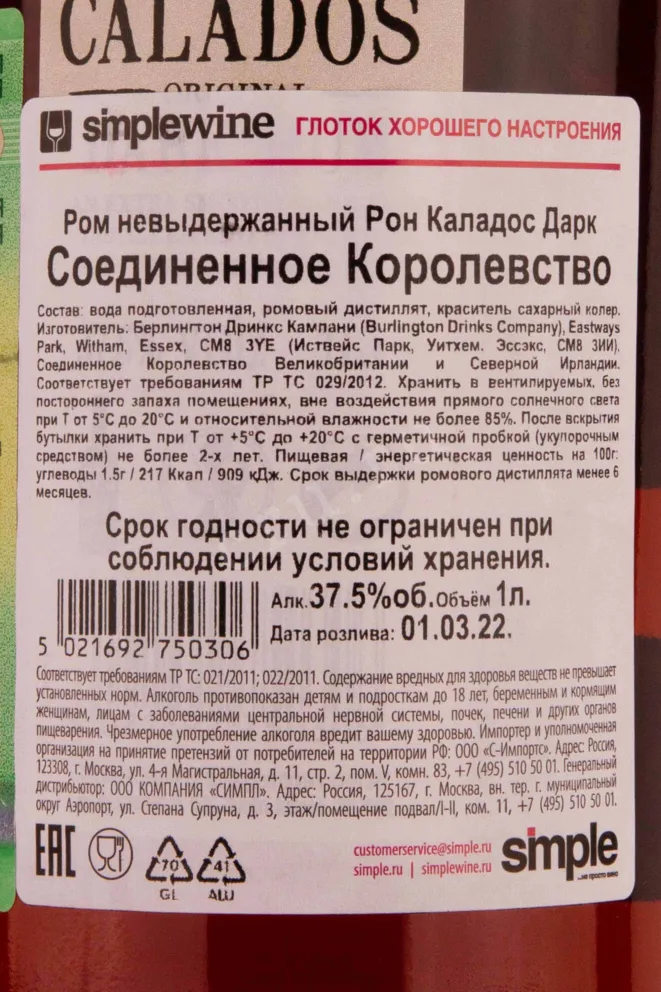 CALADOS
ORIGINAL
simplewine ГЛОТОК ХОРОШЕГО НАСТРОЕНИЯ
Ром невыдержанный Рон Каладос Дарк
Соединенное Королевство
Состав: вода подготовленная, ромовый дистиллят, краситель сахарный колер.
Изготовитель: Берлингтон Дринкс Кампани (Burlington Drinks Company), Eastways
Park, Witham, Essex, CM8 3YE (Иствейс Парк, Уитхем. Эссэкс, СМ8 3ИИ),
Соединенное Королевство Великобритании и Северной Ирландии.
Соответствует требованиям ТР ТС 029/2012. Хранить в вентилируемых, без
постороннего запаха помещениях, вне воздействия прямого солнечного света
при Т от 5°С до 20°С и относительной влажности не более 85%. После вскрытия
бутылки хранить при Т от +5°С до +20°С с герметичной пробкой (укупорочным
средством) не более 2-х лет. Пищевая / энергетическая ценность на 100г:
углеводы 1.5г / 217 Ккал / 909 кДж. Срок выдержки ромового дистиллята менее 6
месяцев.
Срок годности не ограничен при
соблюдении условий хранения.
Алк.37.5%об.Объём 1л.
Дата розлива: 01.03.22.
5 021692 750306
Соответствует требованиям ТР ТС: 021/2011; 022/2011. Содержание вредных для здоровья веществ не превышает
установленных норм. Алкоголь противопоказан детям и подросткам до 18 лет, беременным и кормящим
женщинам, лицам с заболеваниями центральной нервной системы, почек, печени и других органов
пищеварения. Чрезмерное употребление алкоголя вредит вашему здоровью. Импортер и уполномоченная
организация на принятие претензий от потребителей на территории РФ: ООО «С-Импортс». Адрес: Россия,
123308, г. Москва, ул. 4-я Магистральная, д. 11, стр. 2, пом. V, комн. 83, +7 (495) 510 50 01. Генеральный
дистрибьютор: ООО КОМПАНИЯ «СИМПЛ». Адрес: Россия, 125167, г. Москва, вн. тер. г. муниципальный
округ Аэропорт, ул. Степана Супруна, д. 3, этаж/помещение подвал/I-II, ком. 11, +7 (495) 510 50 01.
EAC
70
GL
41
ALU
customerservice@simple.ru
simple.ru | simplewine.ru
simple
...не просто вино